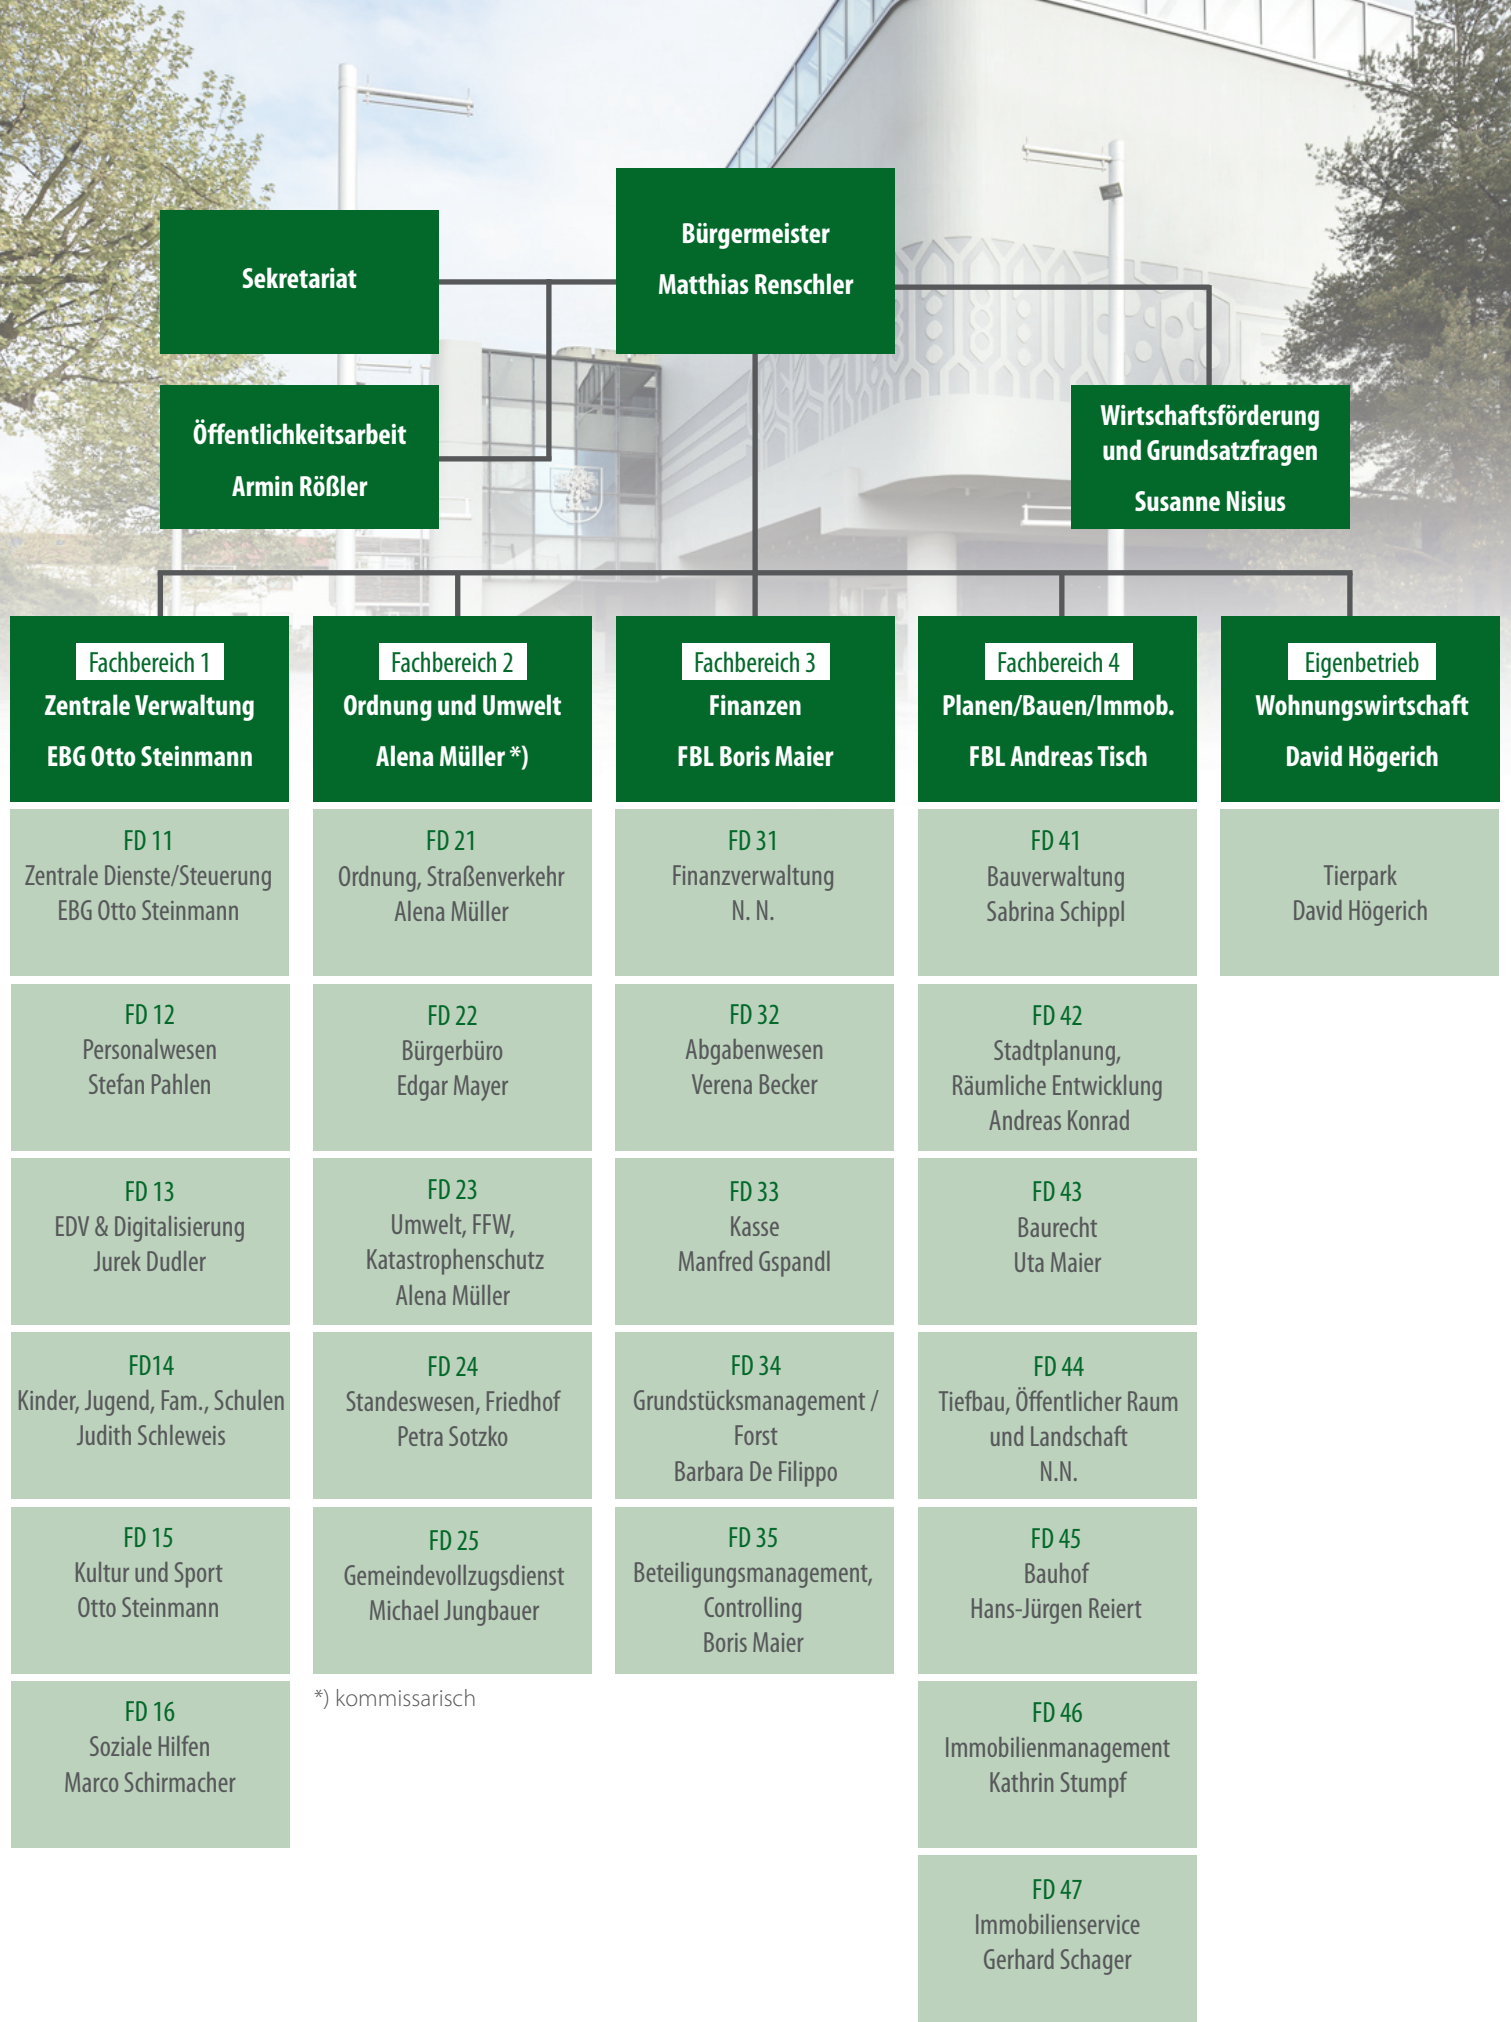 Bürgermeister
Matthias Renschler
Sekretariat
Öffentlichkeitsarbeit
Armin Rößler
Wirtschaftsförderung
und Grundsatzfragen
Susanne Nisius
Fachbereich 1
Zentrale Verwaltung
EBG Otto Steinmann
FD 11
Zentrale Dienste/Steuerung
EBG Otto Steinmann
FD 12
Personalwesen
Stefan Pahlen
FD 13
EDV & Digitalisierung
Jurek Dudler
FD14
Kinder, Jugend, Fam., Schulen
Judith Schleweis
FD 15
Kultur und Sport
Otto Steinmann
FD 16
Soziale Hilfen
Marco Schirmacher
Fachbereich 2
Ordnung und Umwelt
Alena Müller *)
FD 21
Ordnung, Straßenverkehr
Alena Müller
FD 22
Bürgerbüro
Edgar Mayer
FD 23
Umwelt, FFW,
Katastrophenschutz
Alena Müller
FD 24
Standeswesen, Friedhof
Petra Sotzko
FD 25
Gemeindevollzugsdienst
Michael Jungbauer
*) kommissarisch
Fachbereich 3
Finanzen
FBL Boris Maier
FD 31
Finanzverwaltung
N. N.
FD 32
Abgabenwesen
Verena Becker
FD 33
Kasse
Manfred Gspandl
FD 34
Grundstücksmanagement /
Forst
Barbara De Filippo
FD 35
Beteiligungsmanagement,
Controlling
Boris Maier
Fachbereich 4
Planen/Bauen/Immob.
FBL Andreas Tisch
FD 41
Bauverwaltung
Sabrina Schippl
FD 42
Stadtplanung,
Räumliche Entwicklung
Andreas Konrad
FD 43
Baurecht
Uta Maier
FD 44
Tiefbau, Öffentlicher Raum
und Landschaft
N.N.
FD 45
Bauhof
Hans-Jürgen Reiert
FD 46
Immobilienmanagement
Kathrin Stumpf
FD 47
Immobilienservice
Gerhard Schager
Eigenbetrieb
Wohnungswirtschaft
David Högerich
Tierpark
David Högerich